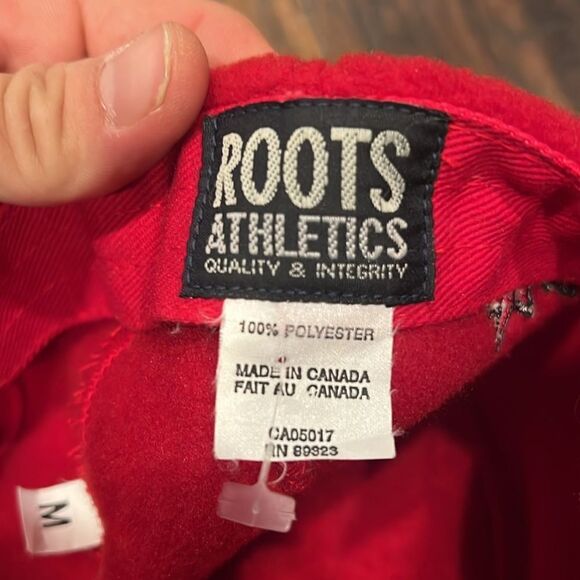 ROOTS
ATHLETICS
QUALITY & INTEGRITY
100% POLYESTER
MADE IN CANADA
FAIT AU CANADA
CA05017
RN 89323
M